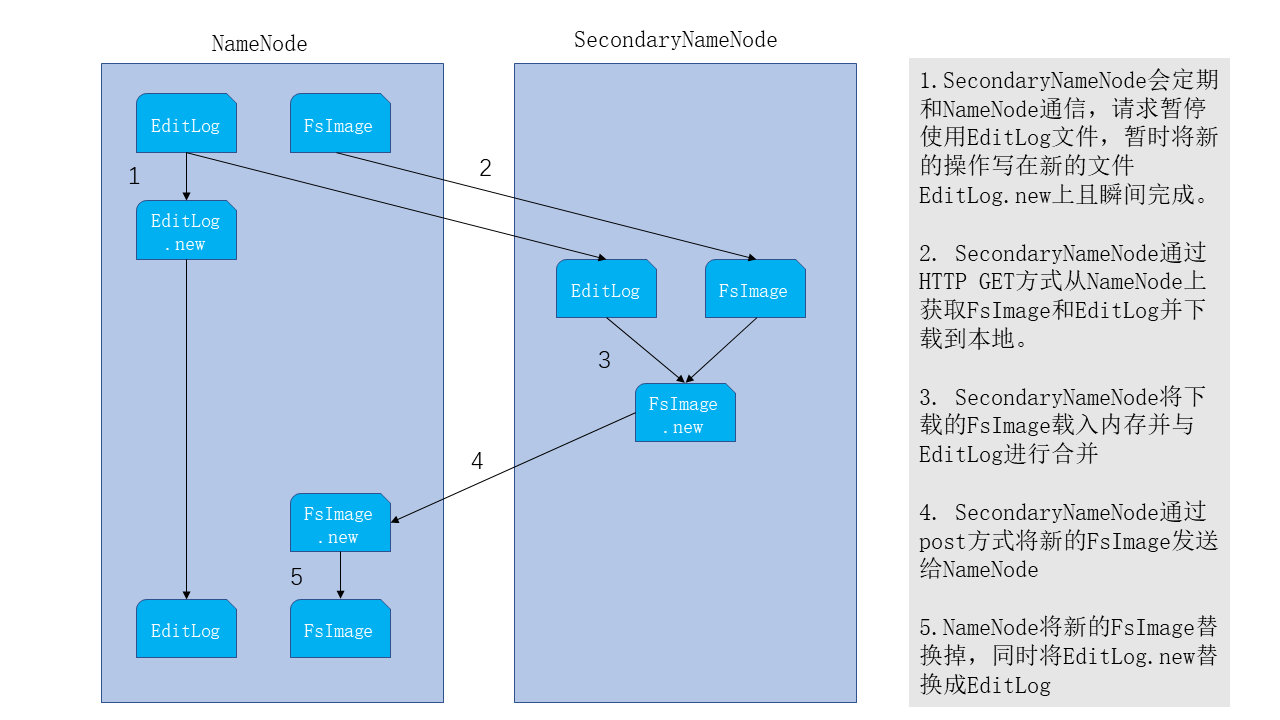 NameNode
SecondaryNameNode
EditLog
FsImage
1
2
EditLog
.new
EditLog
FsImage
3
FsImage
.new
4
FsImage
.new
5
EditLog
FsImage
1.SecondaryNameNode会定期
和NameNode通信，请求暂停
使用EditLog文件，暂时将新
的操作写在新的文件
EditLog.new上且瞬间完成。
2. SecondaryNameNode通过
HTTP GET方式从NameNode上
获取FsImage和EditLog并下
载到本地。
3. SecondaryNameNode将下
载的FsImage载入内存并与
EditLog进行合并
4. SecondaryNameNode通过
post方式将新的FsImage发送
给NameNode
5.NameNode将新的FsImage替
换掉，同时将EditLog.new替
换成EditLog